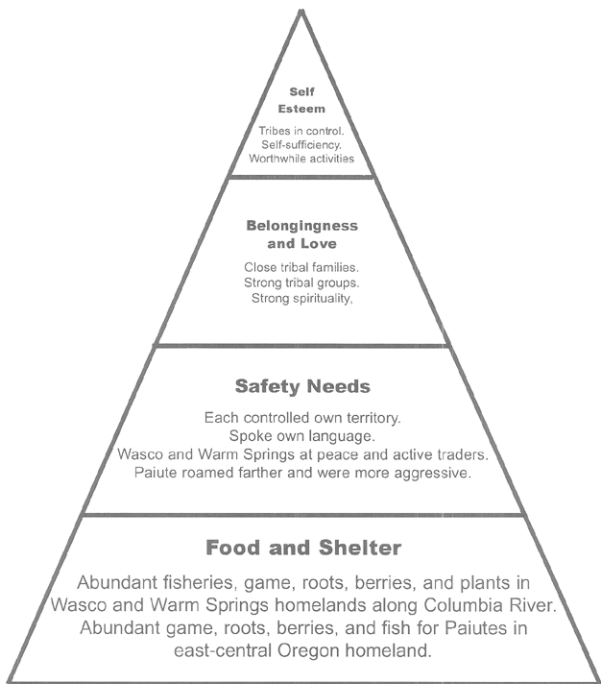 Self
Esteem
Tribes in control.
Self-sufficiency.
Worthwhile activities
Belongingness
and Love
Close tribal families.
Strong tribal groups.
Strong spirituality,
Safety Needs
Each controlled own territory.
Spoke own language.
Wasco and Warm Springs at peace and active traders.
Paiute roamed farther and were more aggressive.
Food and Shelter
Abundant fisheries, game, roots, berries, and plants in
Wasco and Warm Springs homelands along Columbia River.
Abundant game, roots, berries, and fish for Paiutes in
east-central Oregon homeland.